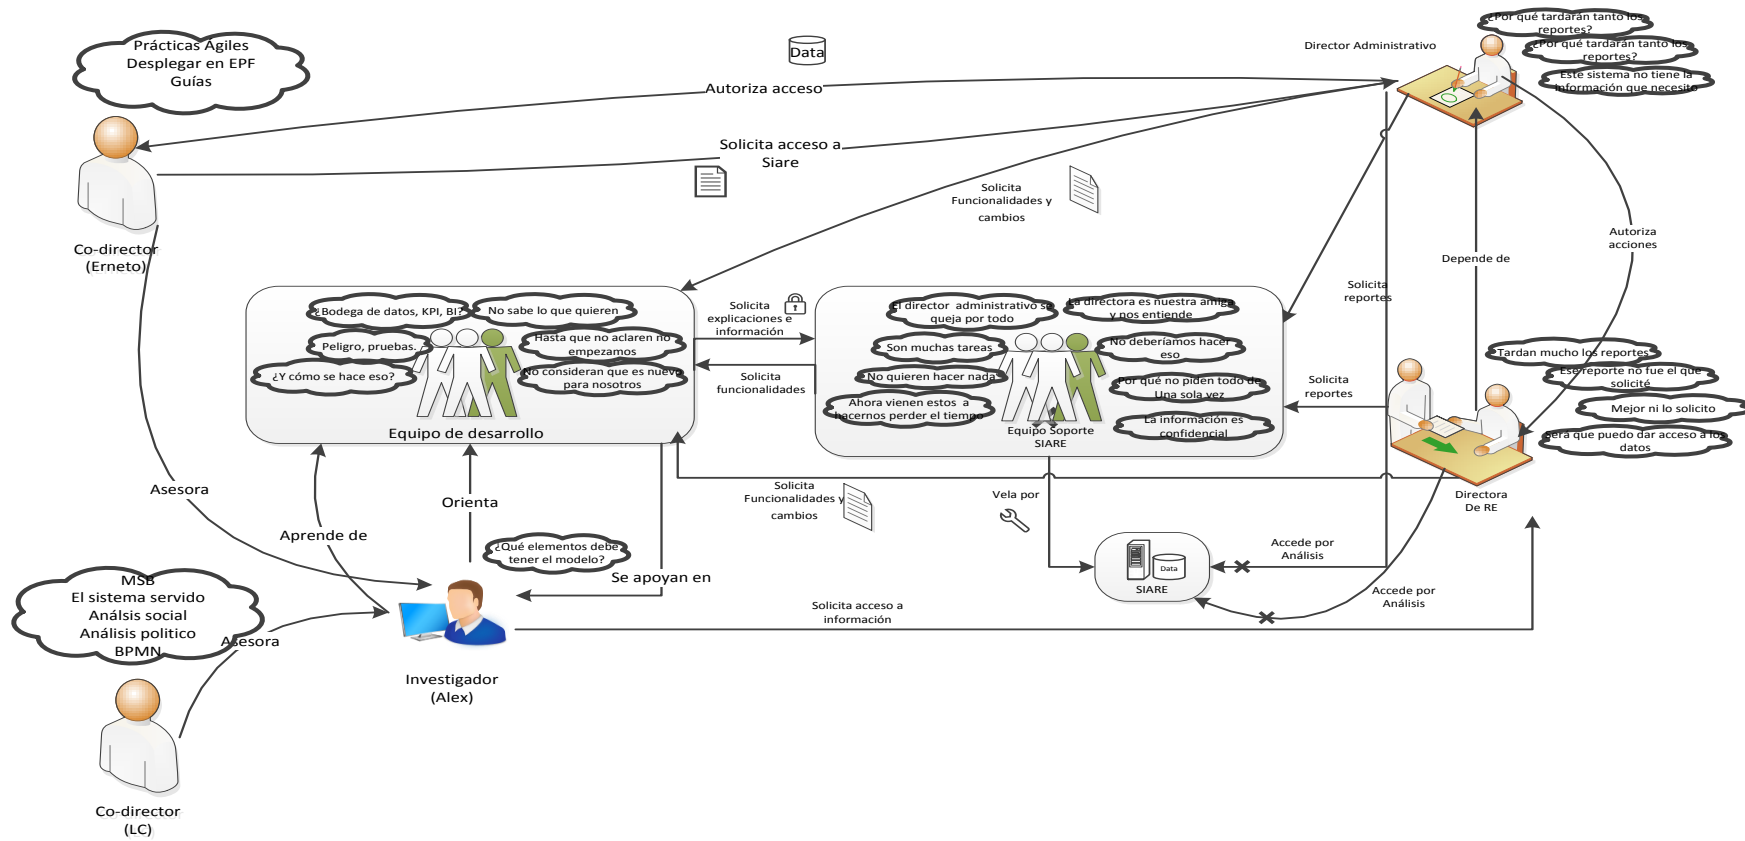 Prácticas Ágiles
Desplegar en EPF
Guías
Data
Director Administrativo
¿Por qué tardarán tanto los
reportes?
¿Por qué tardarán tanto los
reportes?
Este sistema no tiene la
información que necesito
Autoriza acceso
Solicita acceso a
Siare
Solicita
Funcionalidades y
cambios
Co-director
(Erneto)
Autoriza
acciones
Depende de
Solicita
reportes
¿Bodega de datos, KPI, BI?
No sabe lo que quieren
Peligro, pruebas.
Hasta que no aclaren no
empezamos
¿Y cómo se hace eso?
No consideran que es nuevo
para nosotros
Equipo de desarrollo
Solicita
explicaciones e
información
Solicita
funcionalidades
El director administrativo se
queja por todo
La directora es nuestra amiga
y nos entiende
Son muchas tareas
No deberíamos hacer
eso
No quieren hacer nada
Por qué no piden todo de
Una sola vez
Ahora vienen estos a
hacernos perder el tiempo
La información es
confidencial
Equipo Soporte
SIARE
Solicita
reportes
Tardan mucho los reportes
Ese reporte no fue el que
solicité
Mejor ni lo solicito
Será que puedo dar acceso a los
datos
Directora
De RE
Asesora
Aprende de
Orienta
Solicita
Funcionalidades y
cambios
Vela por
¿Qué elementos debe
tener el modelo?
Se apoyan en
Data
SIARE
Accede por
Análisis
Accede por
Análisis
Solicita acceso a
información
MSB
El sistema servido
Análsis social
Análisis politico
BPMN
Asesora
Investigador
(Alex)
Co-director
(LC)